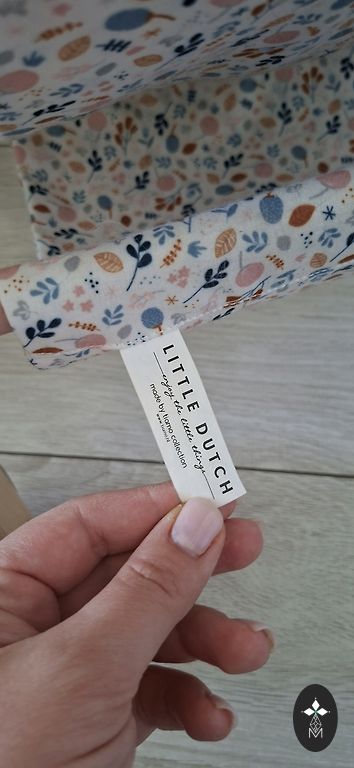 LITTLE DUTCH
enjoy the little things
made by tiamo collection
M